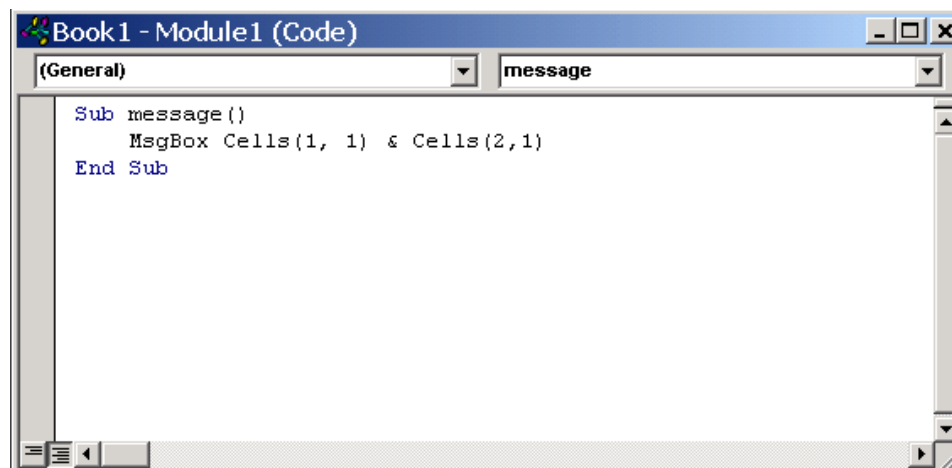 Book1 - Module1 (Code)
(General) message
Sub message()
    MsgBox Cells(1, 1) & Cells(2,1)
End Sub